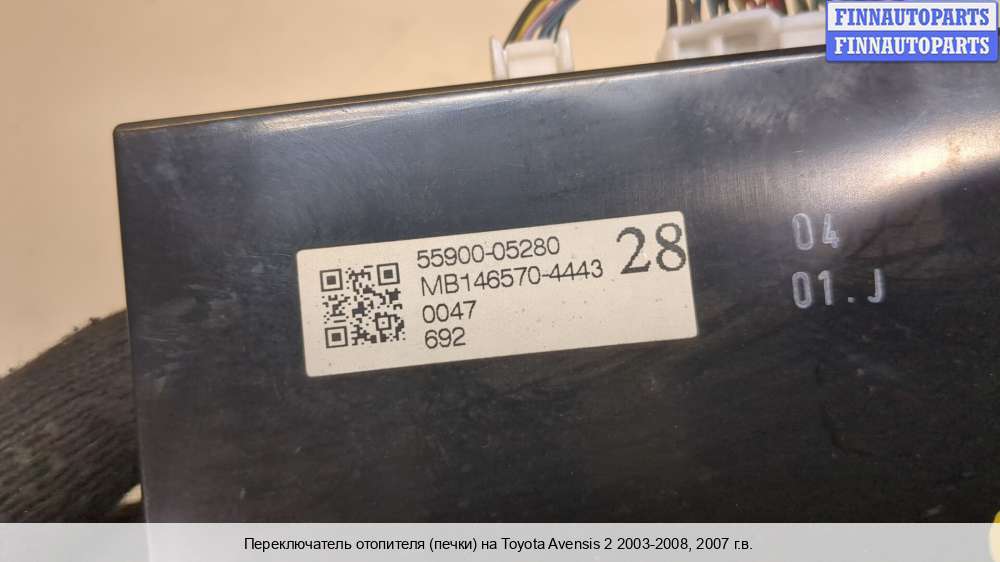 FINNAUTOPARTS
FINNAUTOPARTS
55900-05280
MB146570-4443
0047
692
28
04
01.J
Переключатель отопителя (печки) на Toyota Avensis 2 2003-2008, 2007 г.в.